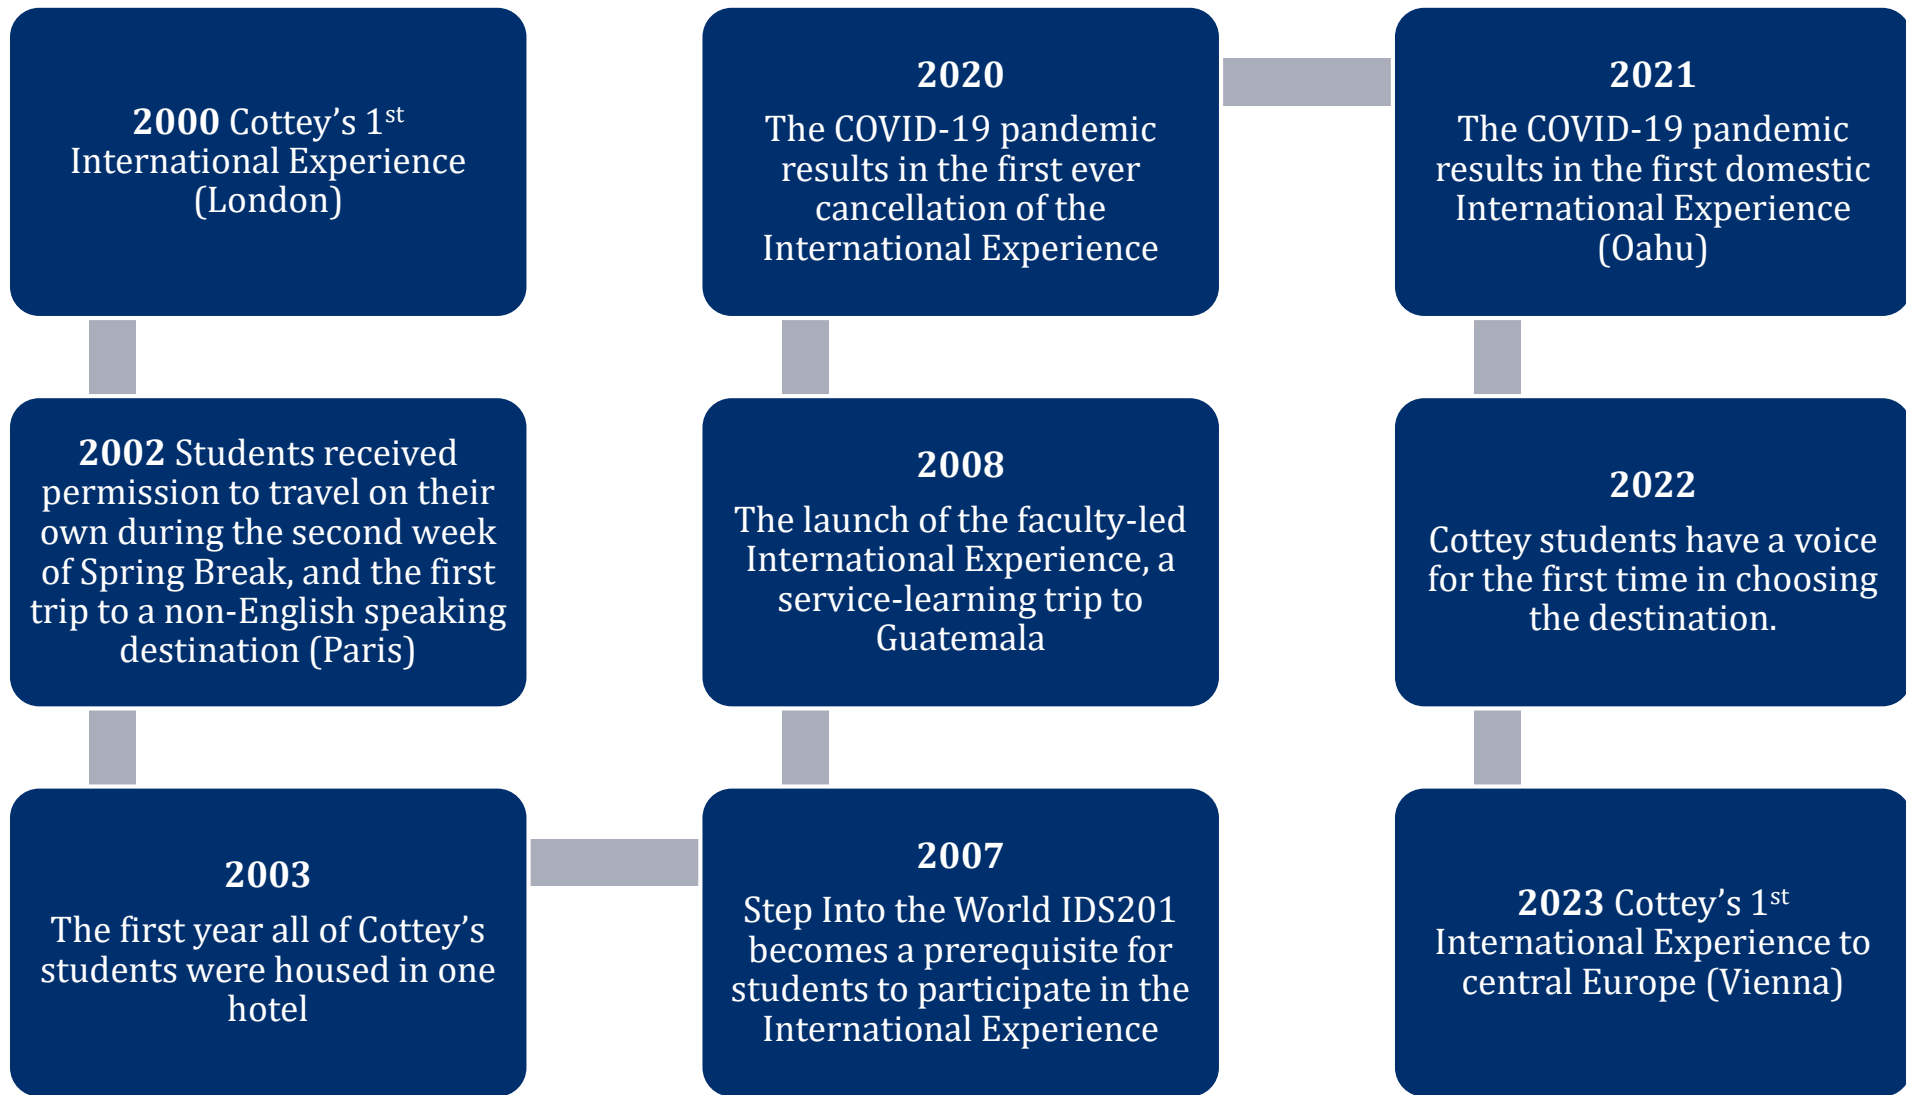 2000 Cottey’s 1st
International Experience
(London)
2002 Students received
permission to travel on their
own during the second week
of Spring Break, and the first
trip to a non-English speaking
destination (Paris)
2003
The first year all of Cottey’s
students were housed in one
hotel
2007
Step Into the World IDS201
becomes a prerequisite for
students to participate in the
International Experience
2008
The launch of the faculty-led
International Experience, a
service-learning trip to
Guatemala
2020
The COVID-19 pandemic
results in the first ever
cancellation of the
International Experience
2021
The COVID-19 pandemic
results in the first domestic
International Experience
(Oahu)
2022
Cottey students have a voice
for the first time in choosing
the destination.
2023 Cottey’s 1st
International Experience to
central Europe (Vienna)